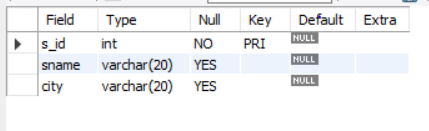 Field Type Null Key Default Extra
s_id int NO PRI NULL
sname varchar(20) YES NULL
city varchar(20) YES NULL